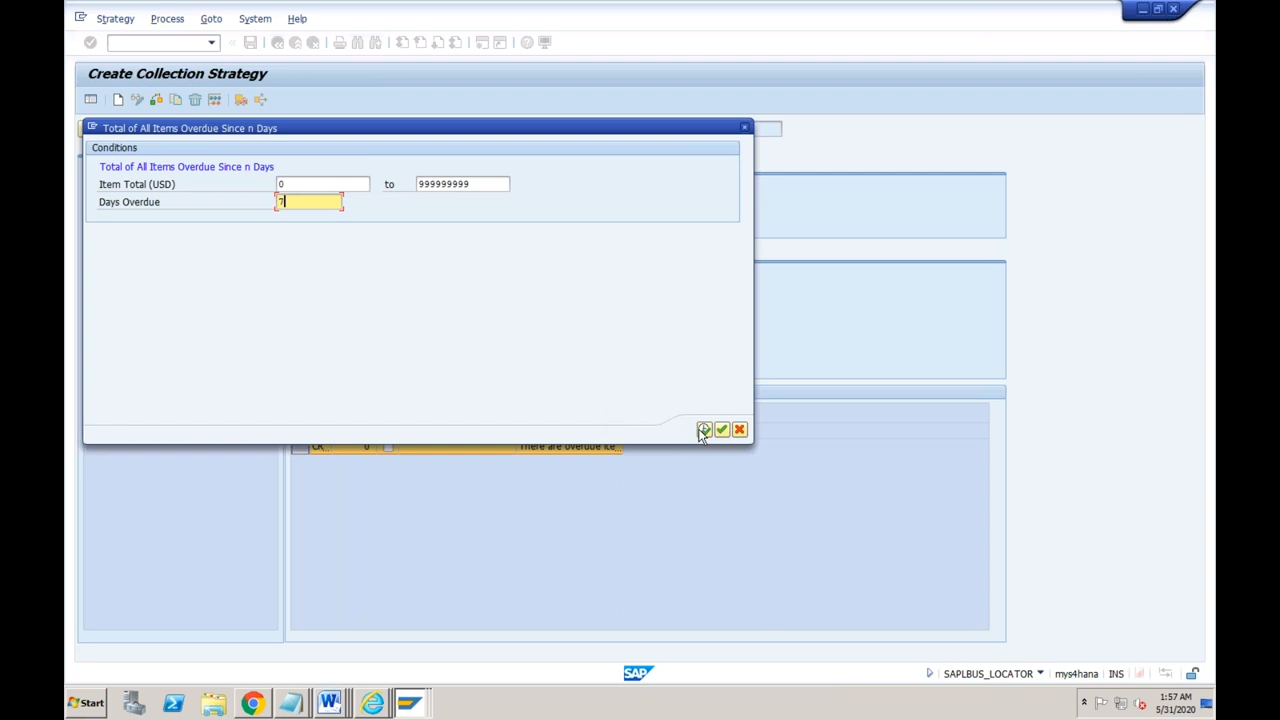 Strategy Process Goto System Help
Create Collection Strategy
Total of All Items Overdue Since n Days
Conditions
Total of All Items Overdue Since n Days
Item Total (USD) 0 to 999999999
Days Overdue 7
CR.. 0 There are overdue ite..
SAP
SAPLBUS_LOCATOR mys4hana INS
Start
W
1:57 AM
5/31/2020